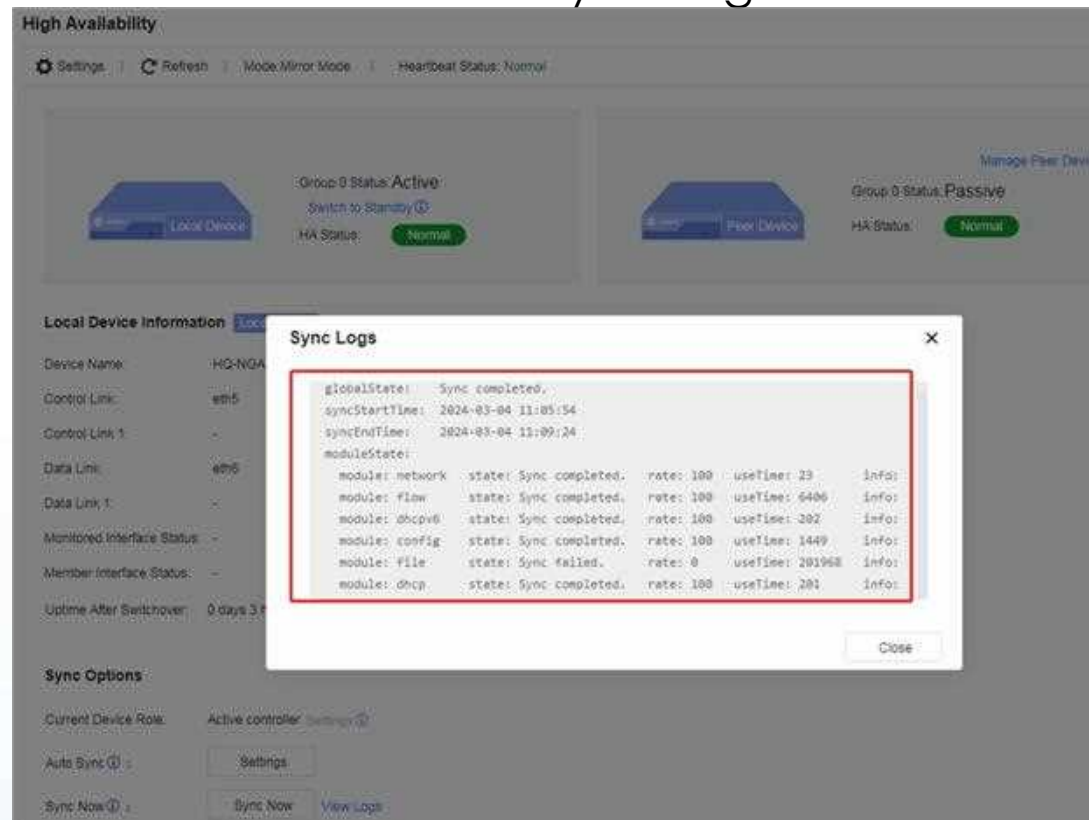 High Availability
Settings Refresh Mode:Mirror Mode Heartbeat Status: Normal
Manage Peer
Group 0 Status:Active
Group 0 Status:Passive
Switch to Standby
Local Device
Peer Device
HA Status: Normal
HA Status: Normal
Local Device Information
Sync Logs
Device Name: HQ-NGA
globalState: Sync completed.
Control Link: eth5
syncStartTime: 2024-03-04 11:05:54
syncEndTime: 2024-03-04 11:09:24
Control Link 1: -
moduleState:
Data Link: eth6
module: network state: Sync completed. rate: 100 useTime: 23 info:
module: flow state: Sync completed. rate: 100 useTime: 6406 info:
Data Link 1: -
module: dhcpv6 state: Sync completed. rate: 100 useTime: 202 info:
Monitored Interface Status: -
module: config state: Sync completed. rate: 100 useTime: 1449 info:
module: file state: Sync failed. rate: 0 useTime: 201968 info:
Member Interface Status: -
module: dhcp state: Sync completed. rate: 100 useTime: 201 info:
Uptime After Switchover: 0 days 3
Close
Sync Options
Current Device Role: Active controller Settings
Auto Sync : Settings
Sync Now : Sync Now View Logs